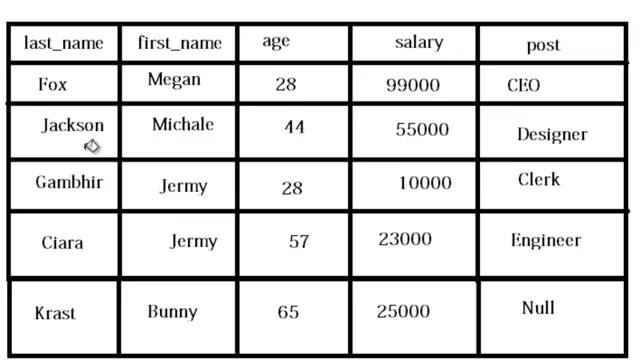 last_name first_name age salary post
Fox Megan 28 99000 CEO
Jackson Michale 44 55000 Designer
Gambhir Jermy 28 10000 Clerk
Ciara Jermy 57 23000 Engineer
Krast Bunny 65 25000 Null